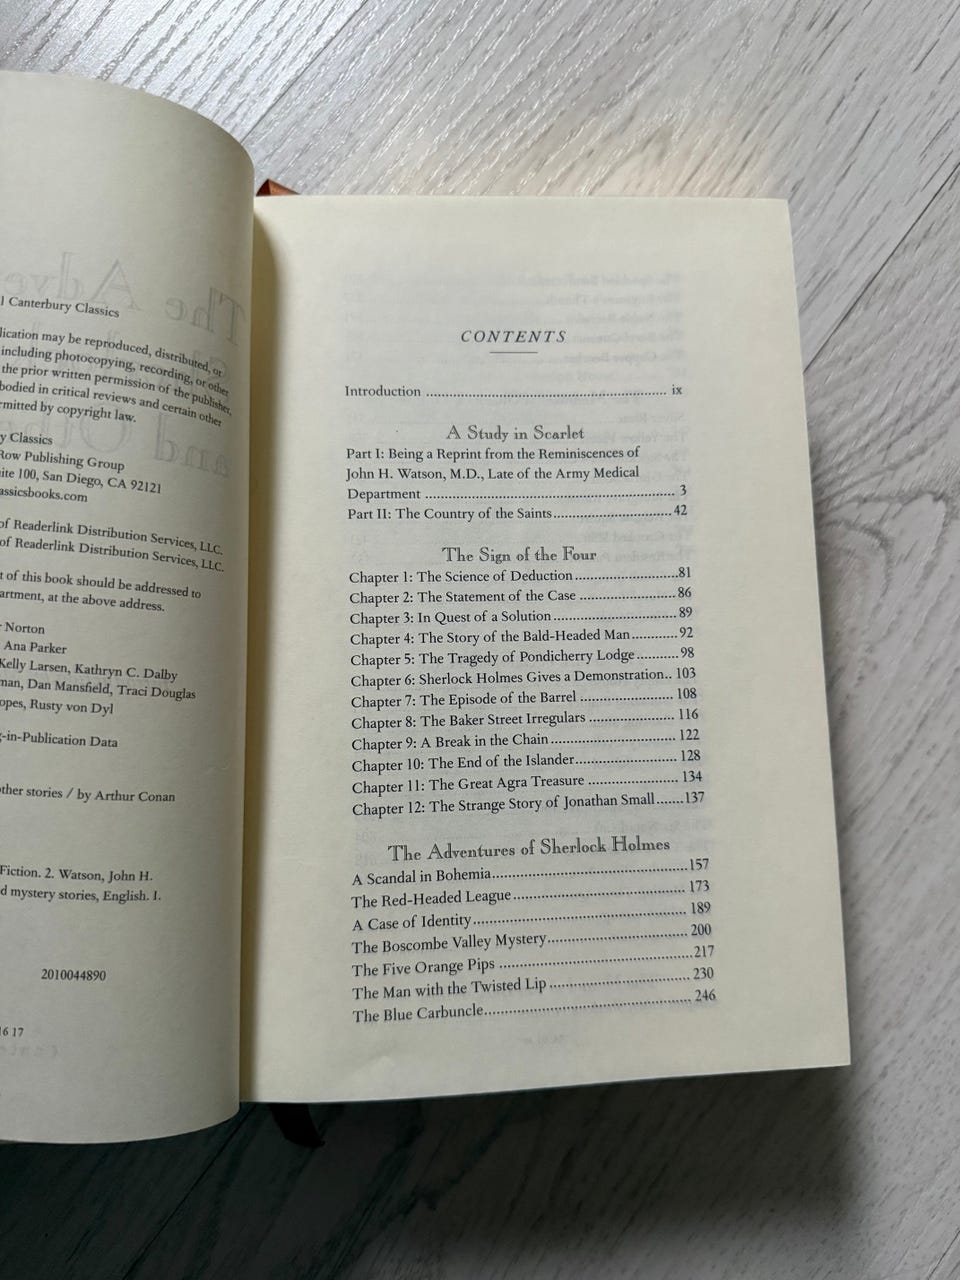 l Canterbury Classics
lication may be reproduced, distributed, or
including photocopying, recording, or other
the prior written permission of the publisher,
bodied in critical reviews and certain other
rmitted by copyright law.
y Classics
Row Publishing Group
ite 100, San Diego, CA 92121
assicsbooks.com
of Readerlink Distribution Services, LLC.
of Readerlink Distribution Services, LLC.
t of this book should be addressed to
artment, at the above address.
Norton
Ana Parker
Kelly Larsen, Kathryn C. Dalby
man, Dan Mansfield, Traci Douglas
opes, Rusty von Dyl
g-in-Publication Data
ther stories / by Arthur Conan
Fiction. 2. Watson, John H.
d mystery stories, English. I.
2010044890
16 17
CONTENTS
Introduction ........................................................ ix
A Study in Scarlet
Part I: Being a Reprint from the Reminiscences of
John H. Watson, M.D., Late of the Army Medical
Department ........................................................ 3
Part II: The Country of the Saints........................... 42
The Sign of the Four
Chapter 1: The Science of Deduction........................81
Chapter 2: The Statement of the Case ...................... 86
Chapter 3: In Quest of a Solution............................ 89
Chapter 4: The Story of the Bald-Headed Man........... 92
Chapter 5: The Tragedy of Pondicherry Lodge.......... 98
Chapter 6: Sherlock Holmes Gives a Demonstration.. 103
Chapter 7: The Episode of the Barrel ...................... 108
Chapter 8: The Baker Street Irregulars .................... 116
Chapter 9: A Break in the Chain............................. 122
Chapter 10: The End of the Islander........................ 128
Chapter 11: The Great Agra Treasure ...................... 134
Chapter 12: The Strange Story of Jonathan Small.......137
The Adventures of Sherlock Holmes
A Scandal in Bohemia............................................157
The Red-Headed League........................................ 173
A Case of Identity................................................ 189
The Boscombe Valley Mystery................................ 200
The Five Orange Pips ............................................217
The Man with the Twisted Lip ................................ 230
The Blue Carbuncle............................................... 246